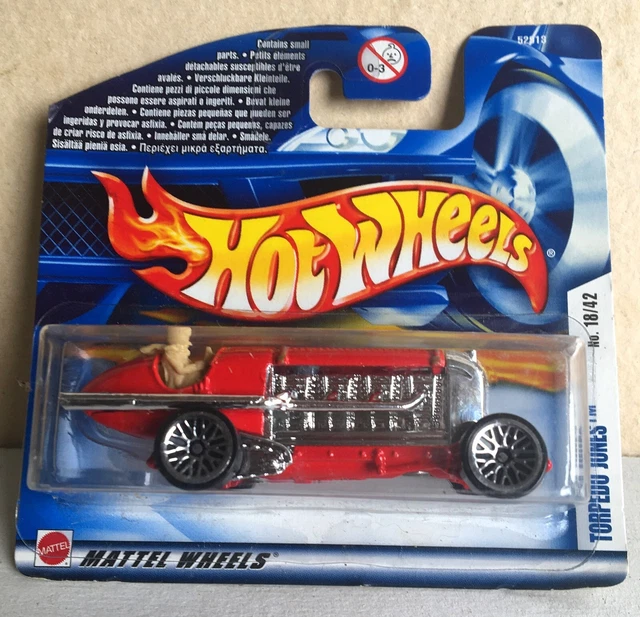 Contains small
parts. • Petits éléments
détachables susceptibles d'être
avalés. • Verschluckbare Kleinteile.
Contiene pezzi di piccole dimensioni che
possono essere aspirati o ingeriti. • Bevat kleine
onderdelen. • Contiene piezas pequeñas que pueden ser
ingeridas y provocar asfixia. • Contém peças pequenas, capazes
de criar risco de asfixia. • Innehåller små delar. • Smådele.
Sisältää pieniä osia. • Περιέχει μικρά εξαρτήματα.
0-3
52913
HOT WHEELS®
No. 18/42
TORPEDO JONES™
MATTEL
MATTEL WHEELS®